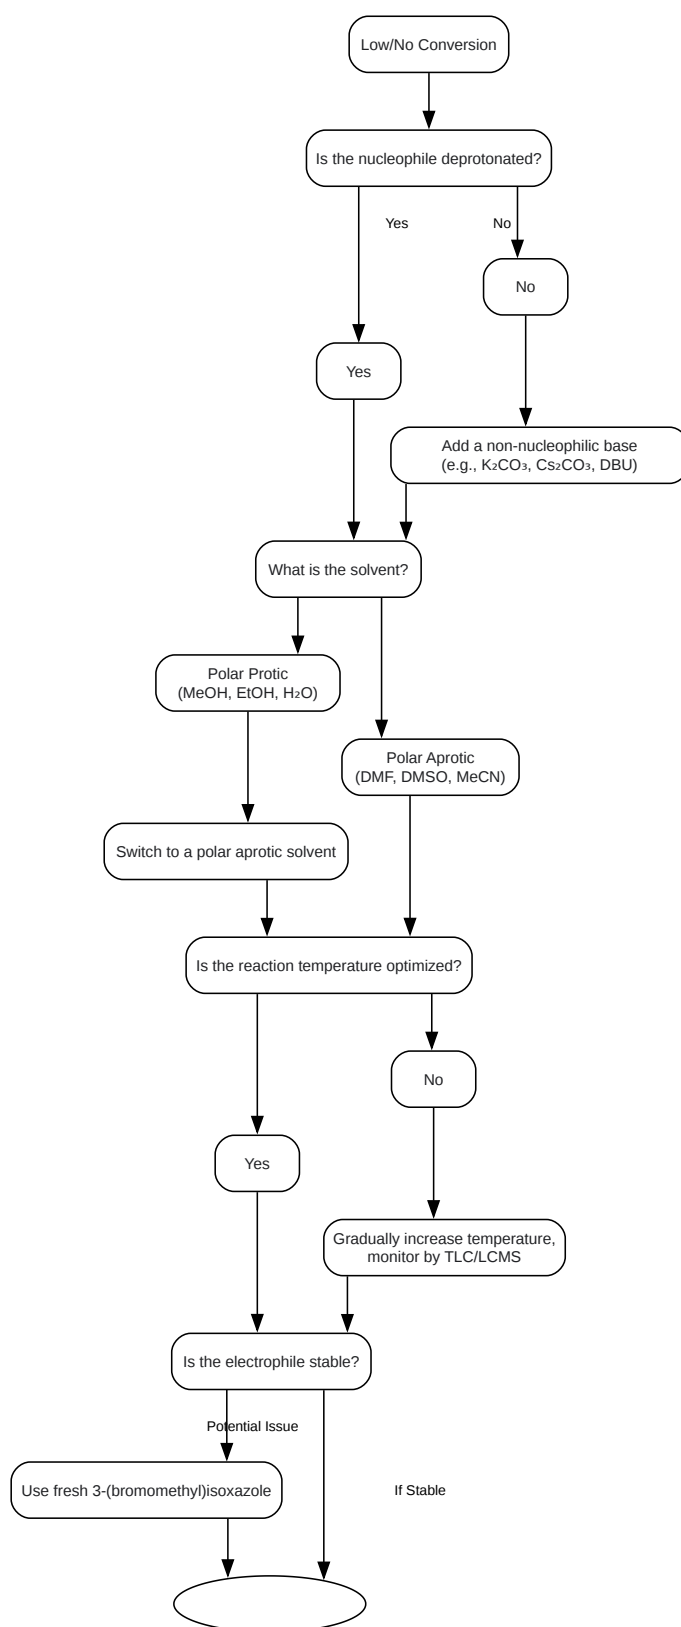 Low/No Conversion
Is the nucleophile deprotonated?
Yes
No
No
Yes
Add a non-nucleophilic base
(e.g., K₂CO₃, Cs₂CO₃, DBU)
What is the solvent?
Polar Protic
(MeOH, EtOH, H₂O)
Polar Aprotic
(DMF, DMSO, MeCN)
Switch to a polar aprotic solvent
Is the reaction temperature optimized?
No
Yes
Gradually increase temperature,
monitor by TLC/LCMS
Is the electrophile stable?
Potential Issue
Use fresh 3-(bromomethyl)isoxazole
If Stable